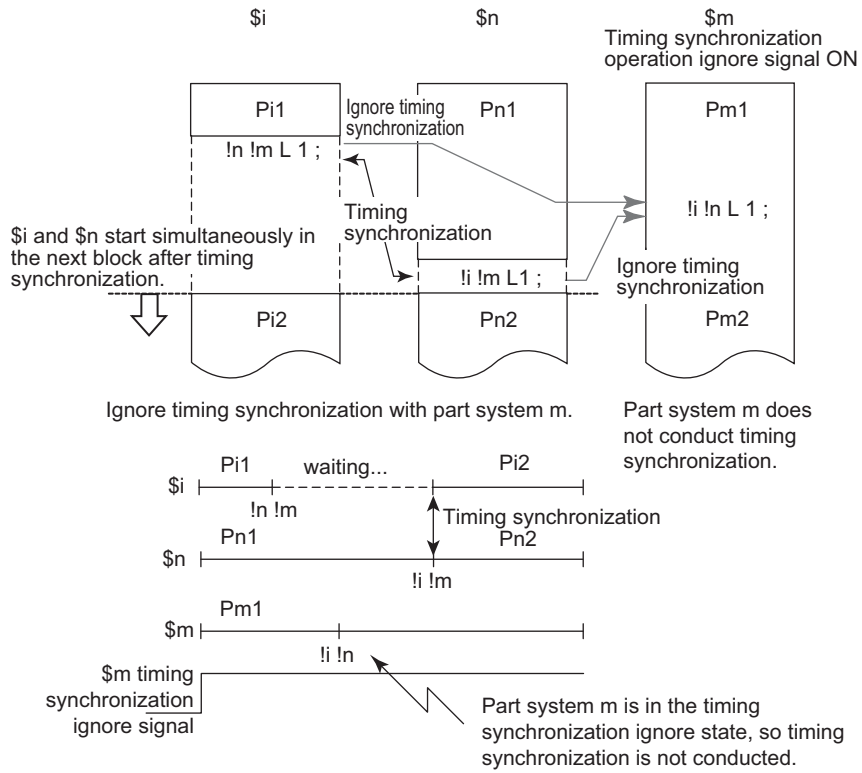 $i
$n
$m
Timing synchronization
operation ignore signal ON
Pi1
Ignore timing
synchronization
Pn1
Pm1
!n !m L 1 ;
!i !n L 1 ;
Timing
synchronization
$i and $n start simultaneously in
the next block after timing
synchronization.
!i !m L1 ;
Ignore timing
synchronization
Pi2
Pn2
Pm2
Ignore timing synchronization with part system m.
Part system m does
not conduct timing
synchronization.
Pi1
waiting...
Pi2
$i
!n !m
Timing synchronization
Pn1
Pn2
$n
!i !m
Pm1
$m
!i !n
$m timing
synchronization
ignore signal
Part system m is in the timing
synchronization ignore state, so timing
synchronization is not conducted.